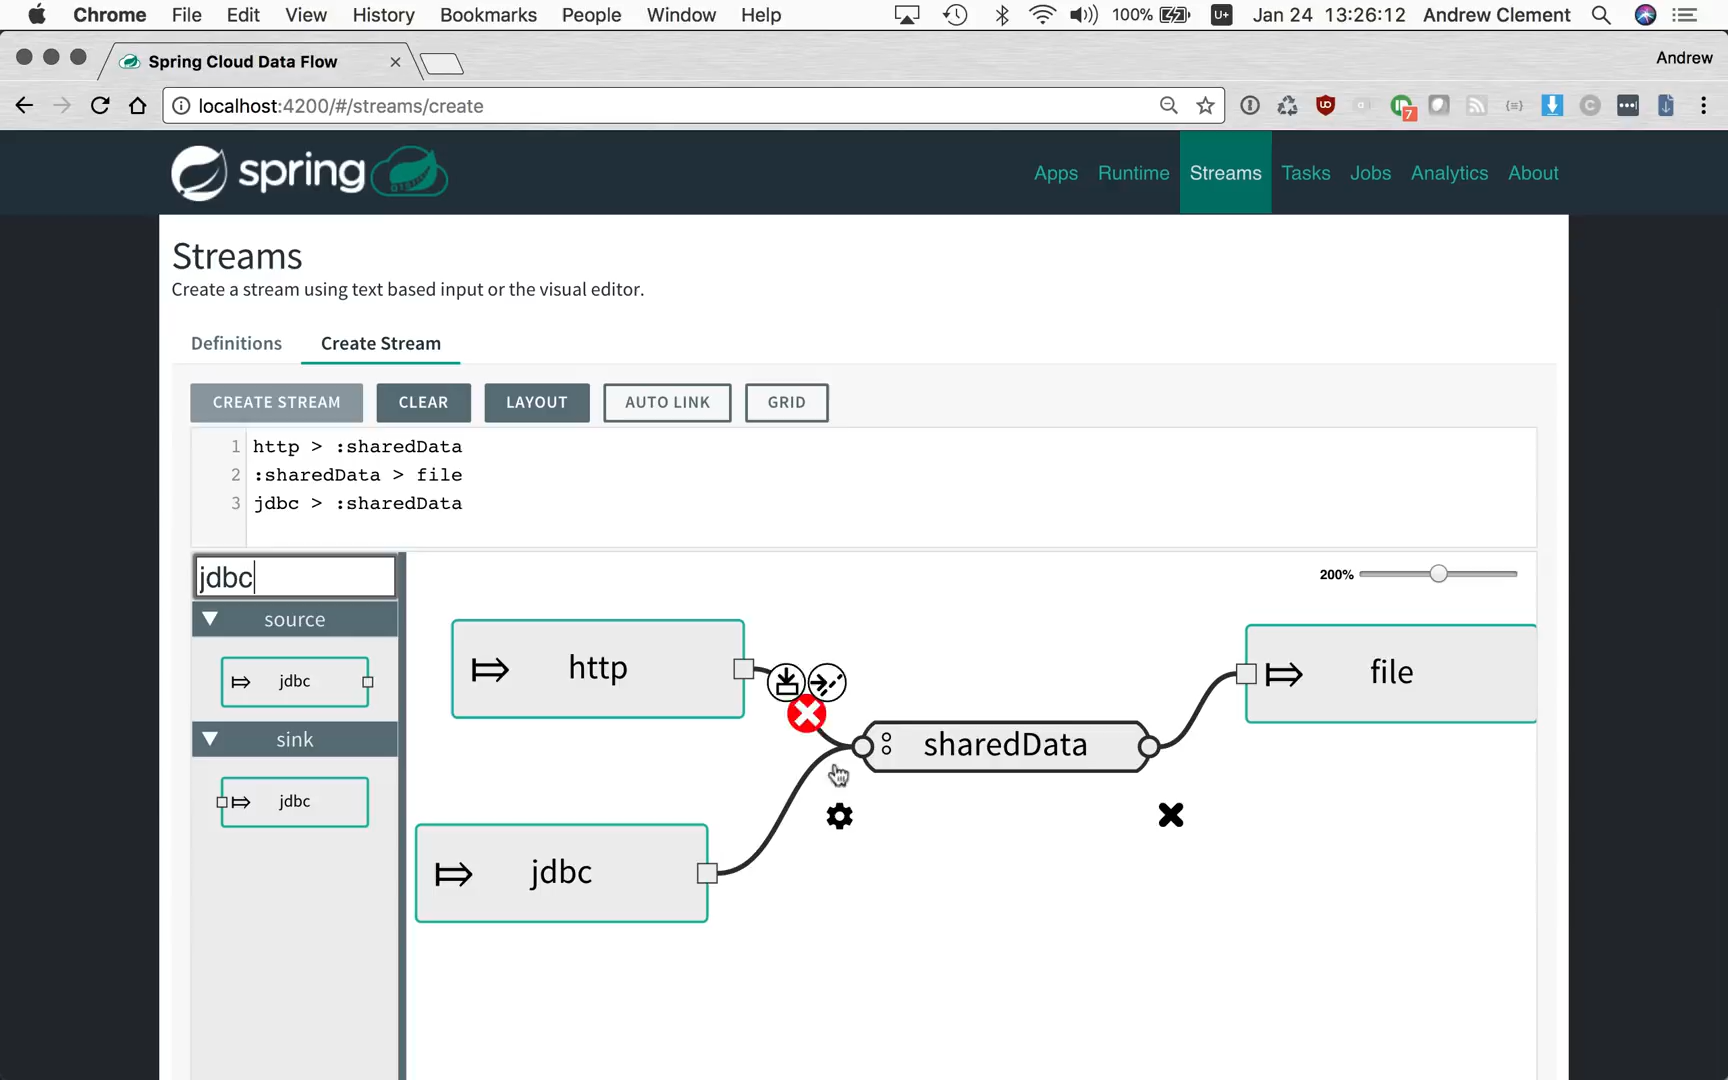 Chrome File Edit View History Bookmarks People Window Help 100% U+ Jan 24 13:26:12 Andrew Clement
Spring Cloud Data Flow Andrew
localhost:4200/#/streams/create 7
spring Apps Runtime Streams Tasks Jobs Analytics About
Streams
Create a stream using text based input or the visual editor.
Definitions Create Stream
CREATE STREAM CLEAR LAYOUT AUTO LINK GRID
1 http > :sharedData
2 :sharedData > file
3 jdbc > :sharedData
jdbc
200%
source
http
file
jdbc
sink
sharedData
jdbc
jdbc